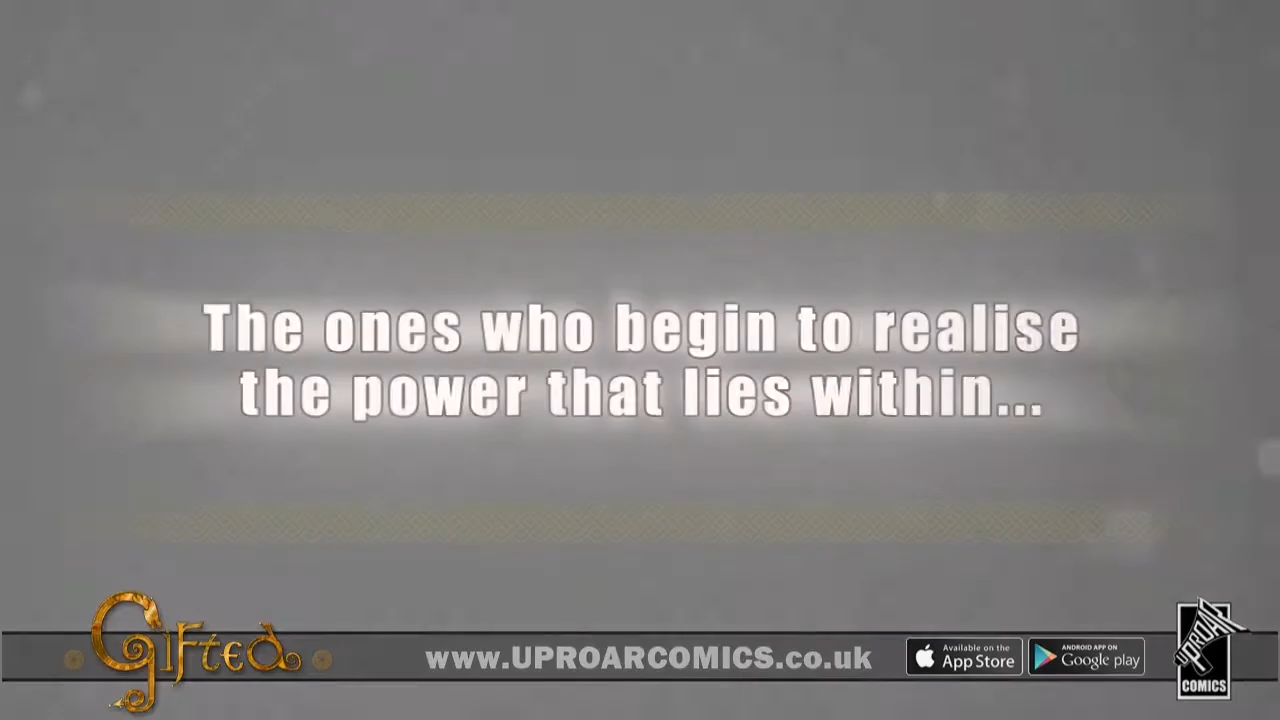 The ones who begin to realise
the power that lies within...
Gifted
www.UPROARCOMICS.co.uk
Available on the
App Store
ANDROID APP ON
Google play
UPROAR
COMICS